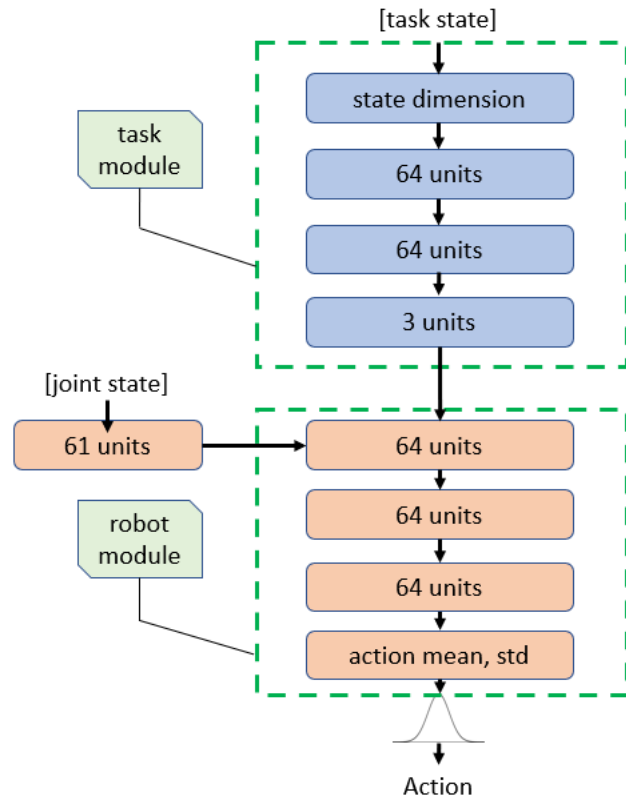 [task state]
state dimension
task
module
64 units
64 units
3 units
[joint state]
61 units
64 units
robot
module
64 units
64 units
action mean, std
Action